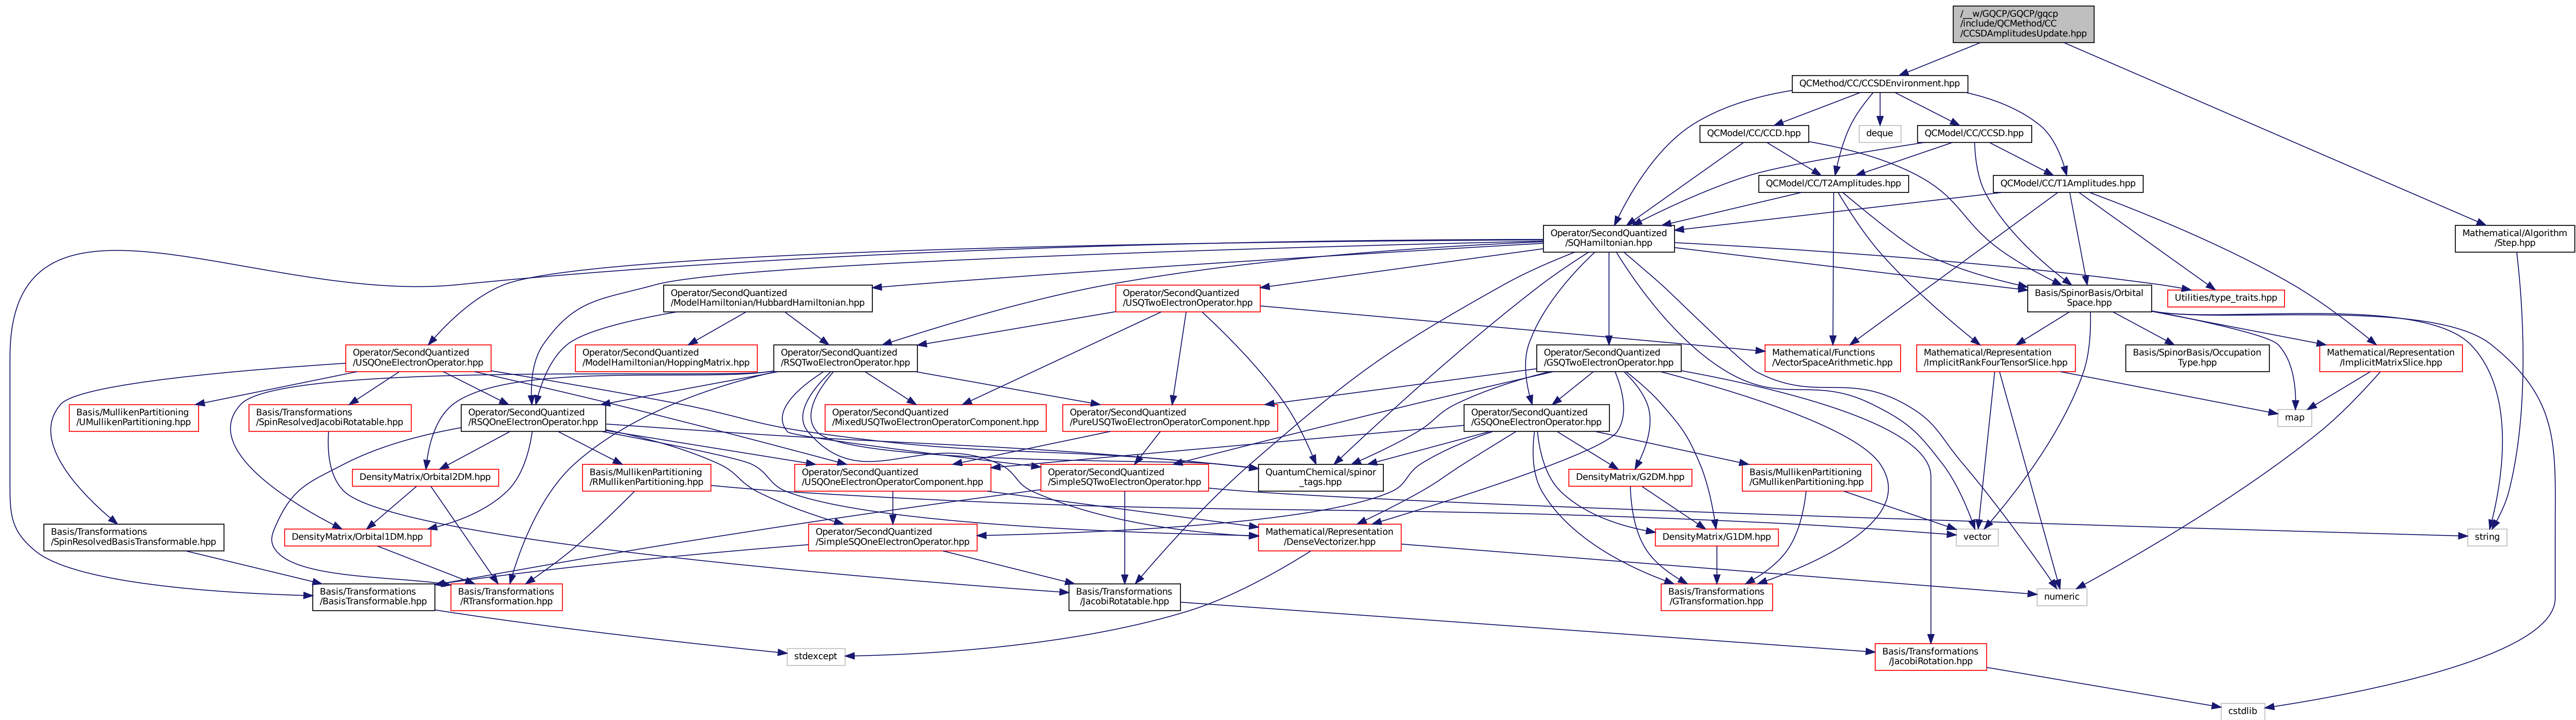 /__w/GQCP/GQCP/gqcp
/include/QCMethod/CC
/CCSDAmplitudesUpdate.hpp
QCMethod/CC/CCSDEnvironment.hpp
QCModel/CC/CCD.hpp
deque
QCModel/CC/CCSD.hpp
QCModel/CC/T2Amplitudes.hpp
QCModel/CC/T1Amplitudes.hpp
Operator/SecondQuantized
/SQHamiltonian.hpp
Mathematical/Algorithm
/Step.hpp
Operator/SecondQuantized
/ModelHamiltonian/HubbardHamiltonian.hpp
Operator/SecondQuantized
/USQTwoElectronOperator.hpp
Basis/SpinorBasis/Orbital
Space.hpp
Utilities/type_traits.hpp
Operator/SecondQuantized
/USQOneElectronOperator.hpp
Operator/SecondQuantized
/ModelHamiltonian/HoppingMatrix.hpp
Operator/SecondQuantized
/RSQTwoElectronOperator.hpp
Mathematical/Functions
/VectorSpaceArithmetic.hpp
Operator/SecondQuantized
/GSQTwoElectronOperator.hpp
Mathematical/Representation
/ImplicitRankFourTensorSlice.hpp
Basis/SpinorBasis/Occupation
Type.hpp
Mathematical/Representation
/ImplicitMatrixSlice.hpp
Basis/MullikenPartitioning
/UMullikenPartitioning.hpp
Basis/Transformations
/SpinResolvedJacobiRotatable.hpp
Operator/SecondQuantized
/RSQOneElectronOperator.hpp
Operator/SecondQuantized
/MixedUSQTwoElectronOperatorComponent.hpp
Operator/SecondQuantized
/PureUSQTwoElectronOperatorComponent.hpp
Operator/SecondQuantized
/GSQOneElectronOperator.hpp
map
DensityMatrix/Orbital2DM.hpp
Basis/MullikenPartitioning
/RMullikenPartitioning.hpp
Operator/SecondQuantized
/USQOneElectronOperatorComponent.hpp
Operator/SecondQuantized
/SimpleSQTwoElectronOperator.hpp
QuantumChemical/spinor
_tags.hpp
DensityMatrix/G2DM.hpp
Basis/MullikenPartitioning
/GMullikenPartitioning.hpp
Basis/Transformations
/SpinResolvedBasisTransformable.hpp
DensityMatrix/Orbital1DM.hpp
Operator/SecondQuantized
/SimpleSQOneElectronOperator.hpp
Mathematical/Representation
/DenseVectorizer.hpp
DensityMatrix/G1DM.hpp
vector
string
Basis/Transformations
/BasisTransformable.hpp
Basis/Transformations
/RTransformation.hpp
Basis/Transformations
/JacobiRotatable.hpp
Basis/Transformations
/GTransformation.hpp
numeric
stdexcept
Basis/Transformations
/JacobiRotation.hpp
cstdlib